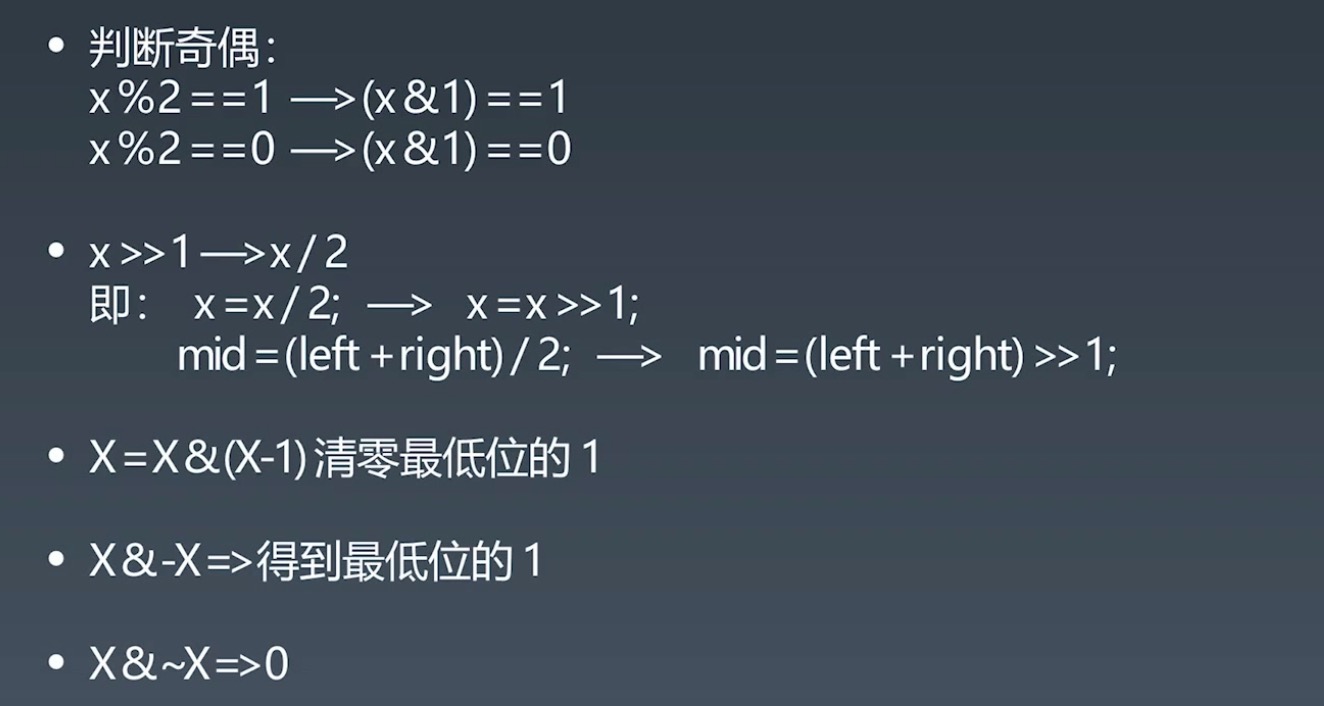 • 判断奇偶：
x%2==1 —>(x&1)==1
x%2==0 —>(x&1)==0
• x>>1—>x/2
即： x=x/2; —> x=x>>1;
mid=(left+right)/2; —> mid=(left+right)>>1;
• X=X&(X-1)清零最低位的1
• X&-X=>得到最低位的1
• X&~X=>0